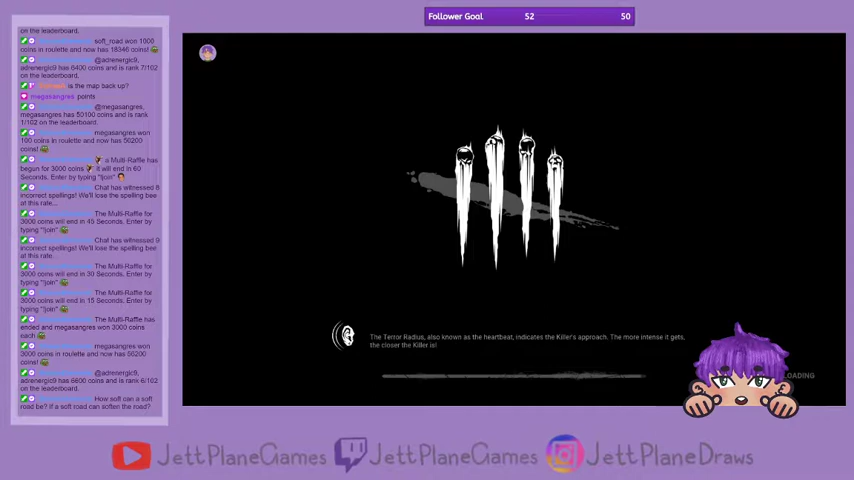 Follower Goal 52 50
on the leaderboard.
soft_road won 1000
coins in roulette and now has 18346 coins!
@adrenergic9,
adrenergic9 has 6400 coins and is rank
7/102
on the leaderboard.
is the map back up?
megasangres points
@megasangres,
megasangres has 50100 coins and is rank
1/102 on the leaderboard.
megasangres won
100 coins in roulette and now has 50200
coins!
a Multi-Raffle has
begun for 3000 coins it will end in 60
Seconds. Enter by typing "!join"
Chat has witnessed 8
incorrect spellings! We'll lose the spelling bee
at this rate...
The Multi-Raffle for
3000 coins will end in 45 Seconds. Enter by
typing "!join"
Chat has witnessed 9
incorrect spellings! We'll lose the spelling bee
at this rate...
The Multi-Raffle for
3000 coins will end in 30 Seconds. Enter by
typing "!join"
The Multi-Raffle for
3000 coins will end in 15 Seconds. Enter by
typing "!join"
The Multi-Raffle has
ended and megasangres won 3000 coins
each
megasangres won
3000 coins in roulette and now has 56200
coins!
@adrenergic9,
adrenergic9 has 6800 coins and is rank 6/102
on the leaderboard.
How soft can a soft
road be? If a soft road can soften the road?
The Terror Radius, also known as the heartbeat, indicates the Killer's approach. The more intense it gets,
the closer the Killer is!
LOADING
JettPlaneGames JettPlaneGames JettPlaneDraws